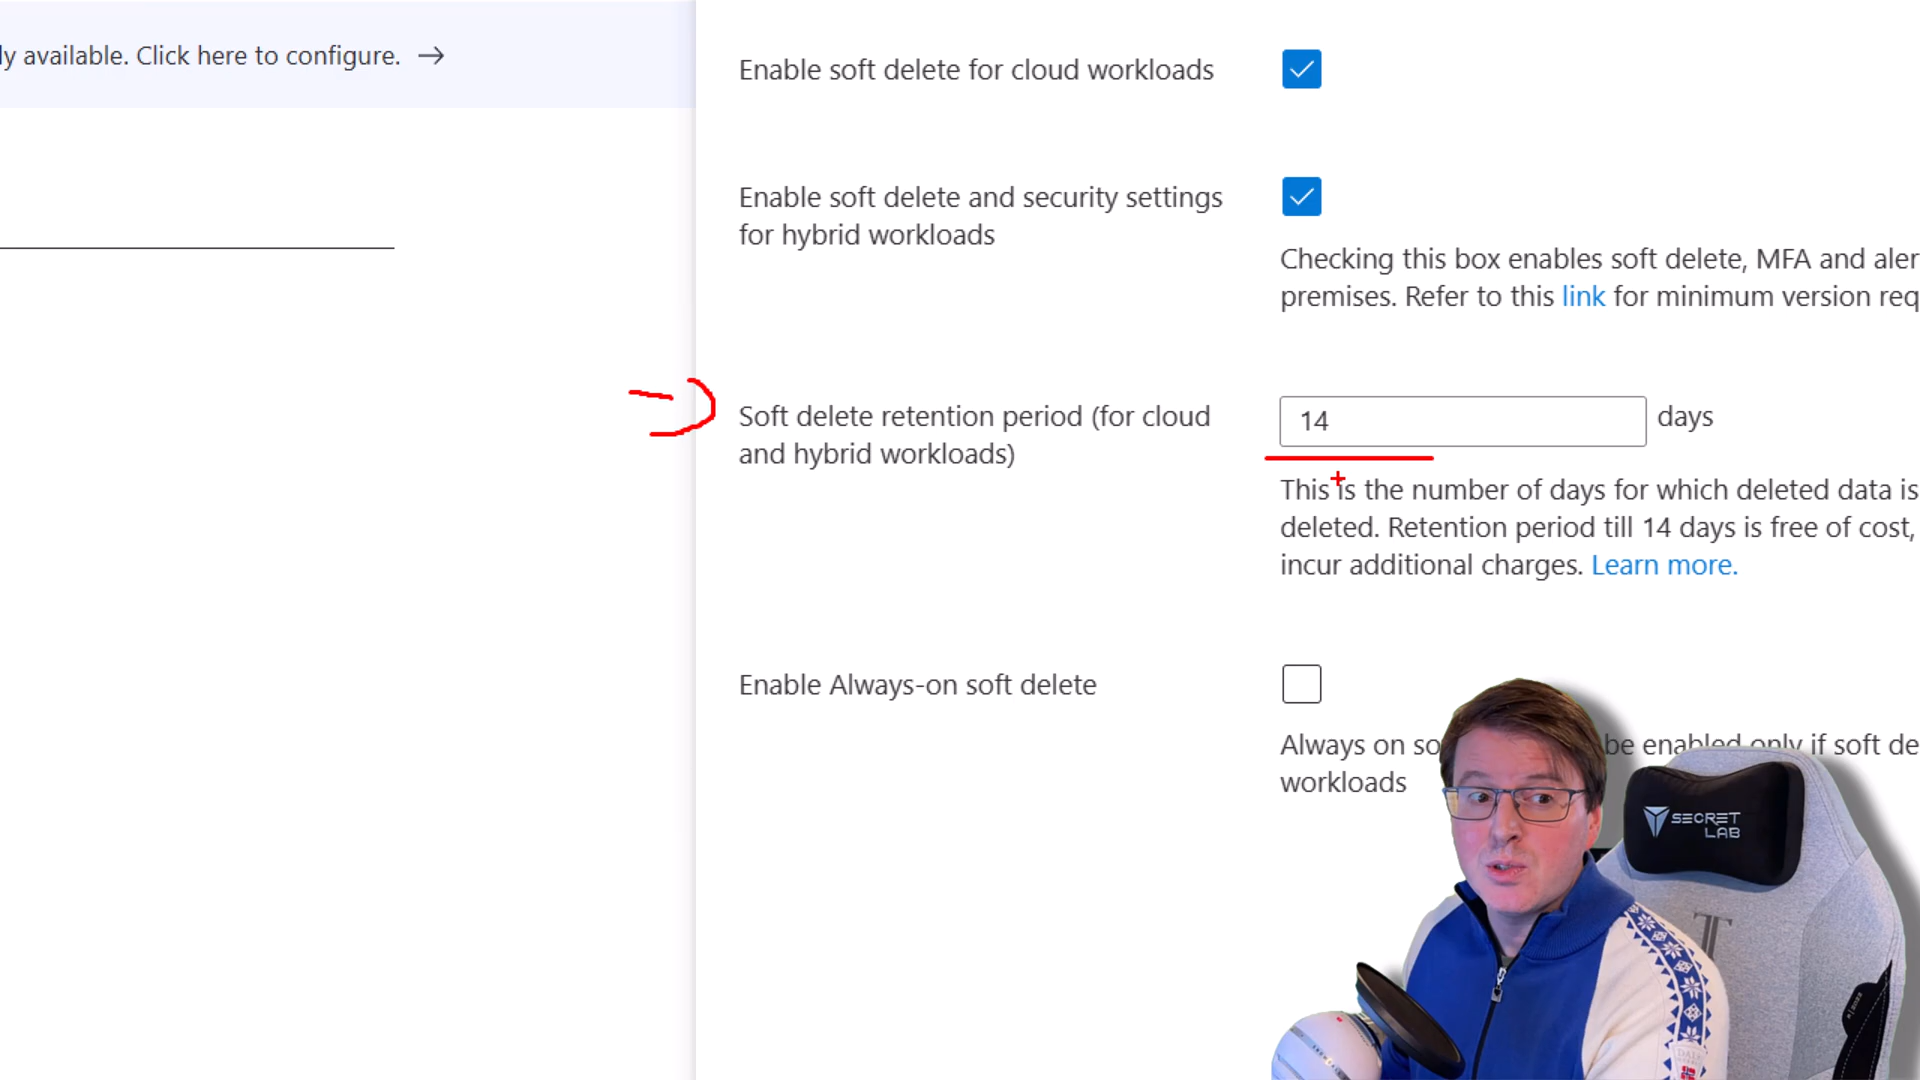 y available. Click here to configure. →
Enable soft delete for cloud workloads
Enable soft delete and security settings
for hybrid workloads
Checking this box enables soft delete, MFA and aler
premises. Refer to this link for minimum version req
Soft delete retention period (for cloud
and hybrid workloads)
14 days
This is the number of days for which deleted data is
deleted. Retention period till 14 days is free of cost,
incur additional charges. Learn more.
Enable Always-on soft delete
Always on so be enabled only if soft de
workloads
SECRET
LAB